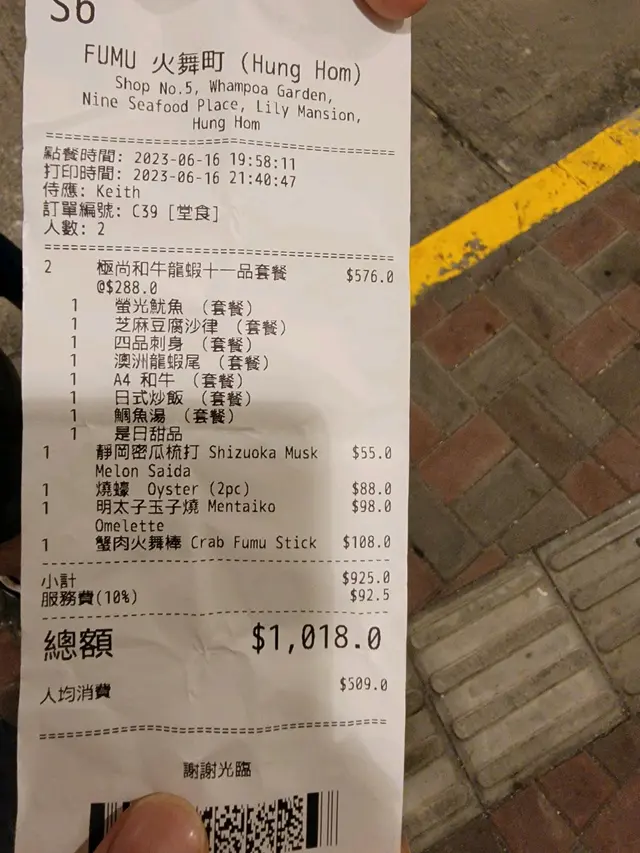 S6
FUMU 火舞町 (Hung Hom)
Shop No.5, Whampoa Garden,
Nine Seafood Place, Lily Mansion,
Hung Hom
點餐時間: 2023-06-16 19:58:11
打印時間: 2023-06-16 21:40:47
侍應: Keith
訂單編號: C39 [堂食]
人數: 2
2 極尚和牛龍蝦十一品套餐 $576.0
@$288.0
1 螢光魷魚 (套餐)
1 芝麻豆腐沙律 (套餐)
1 四品刺身 (套餐)
1 澳洲龍蝦尾 (套餐)
1 A4 和牛 (套餐)
1 日式炒飯 (套餐)
1 鯛魚湯 (套餐)
1 是日甜品
1 靜岡密瓜梳打 Shizuoka Musk $55.0
Melon Saida
1 燒蠔 Oyster (2pc) $88.0
1 明太子玉子燒 Mentaiko $98.0
Omelette
1 蟹肉火舞棒 Crab Fumu Stick $108.0
小計 $925.0
服務費(10%) $92.5
總額 $1,018.0
人均消費 $509.0
謝謝光臨